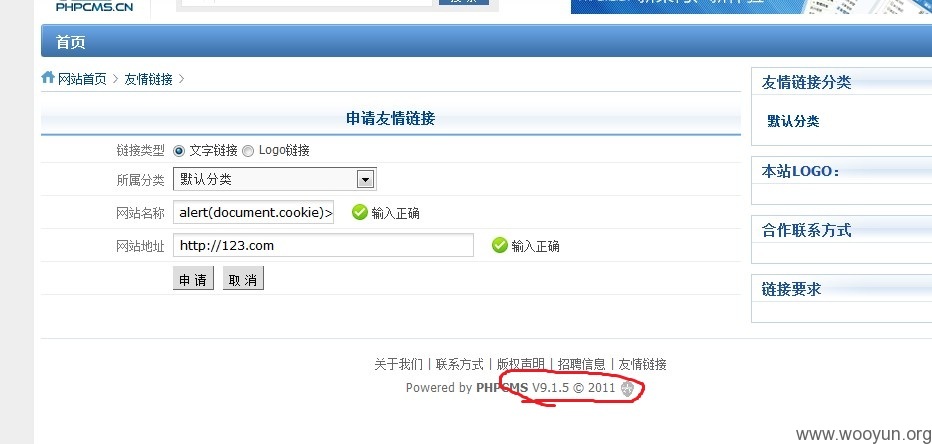 PHPCMS.CN
搜 索
首页
网站首页 > 友情链接 >
申请友情链接
链接类型 文字链接 Logo链接
所属分类 默认分类
网站名称 alert(document.cookie)> 输入正确
网站地址 http://123.com 输入正确
申 请 取 消
友情链接分类
默认分类
本站LOGO：
合作联系方式
链接要求
关于我们 | 联系方式 | 版权声明 | 招聘信息 | 友情链接
Powered by PHPCMS V9.1.5 © 2011
www.wooyun.org